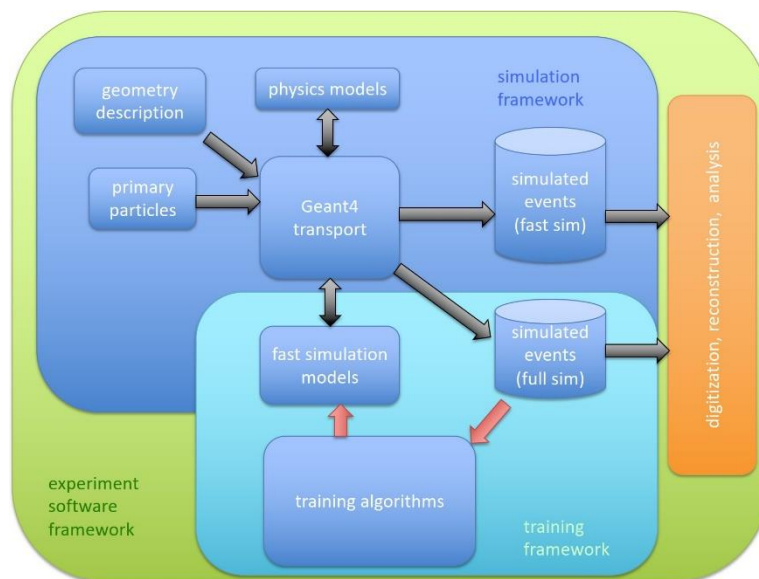 geometry
description
physics models
simulation
framework
primary
particles
Geant4
transport
simulated
events
(fast sim)
fast simulation
models
simulated
events
(full sim)
digitization, reconstruction, analysis
training algorithms
experiment
software
framework
training
framework